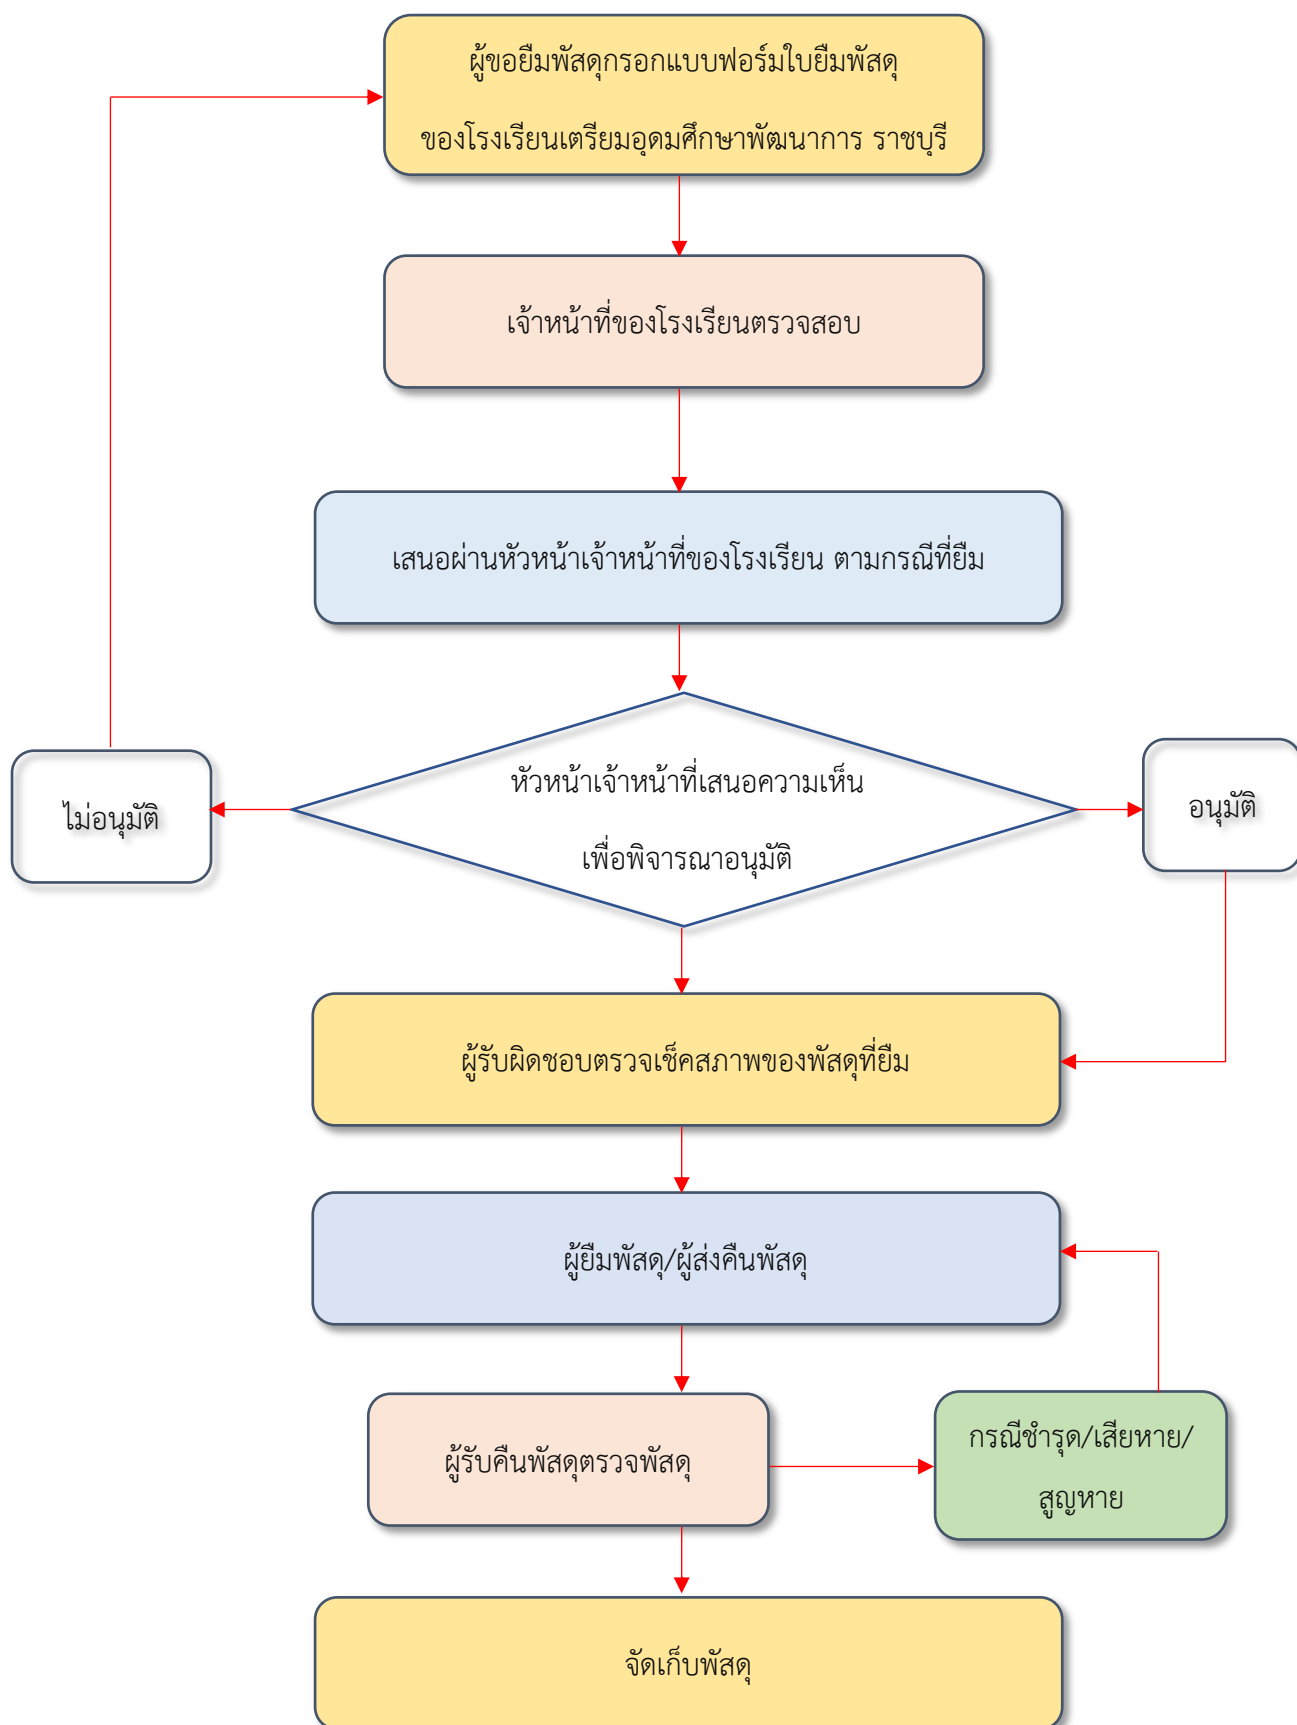 ผู้ขอยืมพัสดุกรอกแบบฟอร์มใบยืมพัสดุ
ของโรงเรียนเตรียมอุดมศึกษาพัฒนาการ ราชบุรี
เจ้าหน้าที่ของโรงเรียนตรวจสอบ
เสนอผ่านหัวหน้าเจ้าหน้าที่ของโรงเรียน ตามกรณีที่ยืม
หัวหน้าเจ้าหน้าที่เสนอความเห็น
เพื่อพิจารณาอนุมัติ
ไม่อนุมัติ
อนุมัติ
ผู้รับผิดชอบตรวจเช็คสภาพของพัสดุที่ยืม
ผู้ยืมพัสดุ/ผู้ส่งคืนพัสดุ
ผู้รับคืนพัสดุตรวจพัสดุ
กรณีชำรุด/เสียหาย/
สูญหาย
จัดเก็บพัสดุ